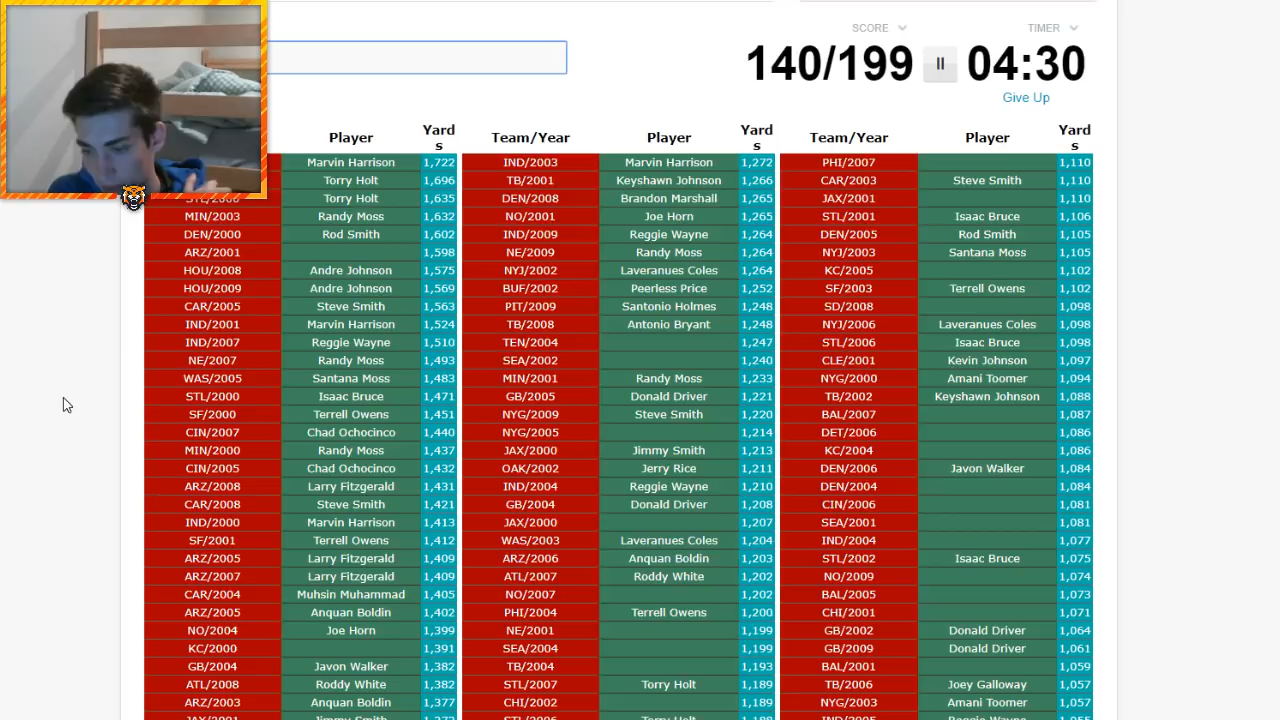 SCORE TIMER
140/199 04:30
Give Up
Player Yards Team/Year Player Yards Team/Year Player Yards
Marvin Harrison 1,722 IND/2003 Marvin Harrison 1,272 PHI/2007 1,110
Torry Holt 1,696 TB/2001 Keyshawn Johnson 1,266 CAR/2003 Steve Smith 1,110
Torry Holt 1,635 DEN/2008 Brandon Marshall 1,265 JAX/2001 1,110
MIN/2003 Randy Moss 1,632 NO/2001 Joe Horn 1,265 STL/2001 Isaac Bruce 1,106
DEN/2000 Rod Smith 1,602 IND/2009 Reggie Wayne 1,264 DEN/2005 Rod Smith 1,105
ARZ/2001 1,598 NE/2009 Randy Moss 1,264 NYJ/2003 Santana Moss 1,105
HOU/2008 Andre Johnson 1,575 NYJ/2002 Laveranues Coles 1,264 KC/2005 1,102
HOU/2009 Andre Johnson 1,569 BUF/2002 Peerless Price 1,252 SF/2003 Terrell Owens 1,102
CAR/2005 Steve Smith 1,563 PIT/2009 Santonio Holmes 1,248 SD/2008 1,098
IND/2001 Marvin Harrison 1,524 TB/2008 Antonio Bryant 1,248 NYJ/2006 Laveranues Coles 1,098
IND/2007 Reggie Wayne 1,510 TEN/2004 1,247 STL/2006 Isaac Bruce 1,098
NE/2007 Randy Moss 1,493 SEA/2002 1,240 CLE/2001 Kevin Johnson 1,097
WAS/2005 Santana Moss 1,483 MIN/2001 Randy Moss 1,233 NYG/2000 Amani Toomer 1,094
STL/2000 Isaac Bruce 1,471 GB/2005 Donald Driver 1,221 TB/2002 Keyshawn Johnson 1,088
SF/2000 Terrell Owens 1,451 NYG/2009 Steve Smith 1,220 BAL/2007 1,087
CIN/2007 Chad Ochocinco 1,440 NYG/2005 1,214 DET/2006 1,086
MIN/2000 Randy Moss 1,437 JAX/2000 Jimmy Smith 1,213 KC/2004 1,086
CIN/2005 Chad Ochocinco 1,432 OAK/2002 Jerry Rice 1,211 DEN/2006 Javon Walker 1,084
ARZ/2008 Larry Fitzgerald 1,431 IND/2004 Reggie Wayne 1,210 DEN/2004 1,084
CAR/2008 Steve Smith 1,421 GB/2004 Donald Driver 1,208 CIN/2006 1,081
IND/2000 Marvin Harrison 1,413 JAX/2000 1,207 SEA/2001 1,081
SF/2001 Terrell Owens 1,412 WAS/2003 Laveranues Coles 1,204 IND/2004 1,077
ARZ/2005 Larry Fitzgerald 1,409 ARZ/2006 Anquan Boldin 1,203 STL/2002 Isaac Bruce 1,075
ARZ/2007 Larry Fitzgerald 1,409 ATL/2007 Roddy White 1,202 NO/2009 1,074
CAR/2004 Muhsin Muhammad 1,405 NO/2007 1,202 BAL/2005 1,073
ARZ/2005 Anquan Boldin 1,402 PHI/2004 Terrell Owens 1,200 CHI/2001 1,071
NO/2004 Joe Horn 1,399 NE/2001 1,199 GB/2002 Donald Driver 1,064
KC/2000 1,391 SEA/2004 1,199 GB/2009 Donald Driver 1,061
GB/2004 Javon Walker 1,382 TB/2004 1,193 BAL/2001 1,059
ATL/2008 Roddy White 1,382 STL/2007 Torry Holt 1,189 TB/2006 Joey Galloway 1,057
ARZ/2003 Anquan Boldin 1,377 CHI/2002 1,189 NYG/2003 Amani Toomer 1,057